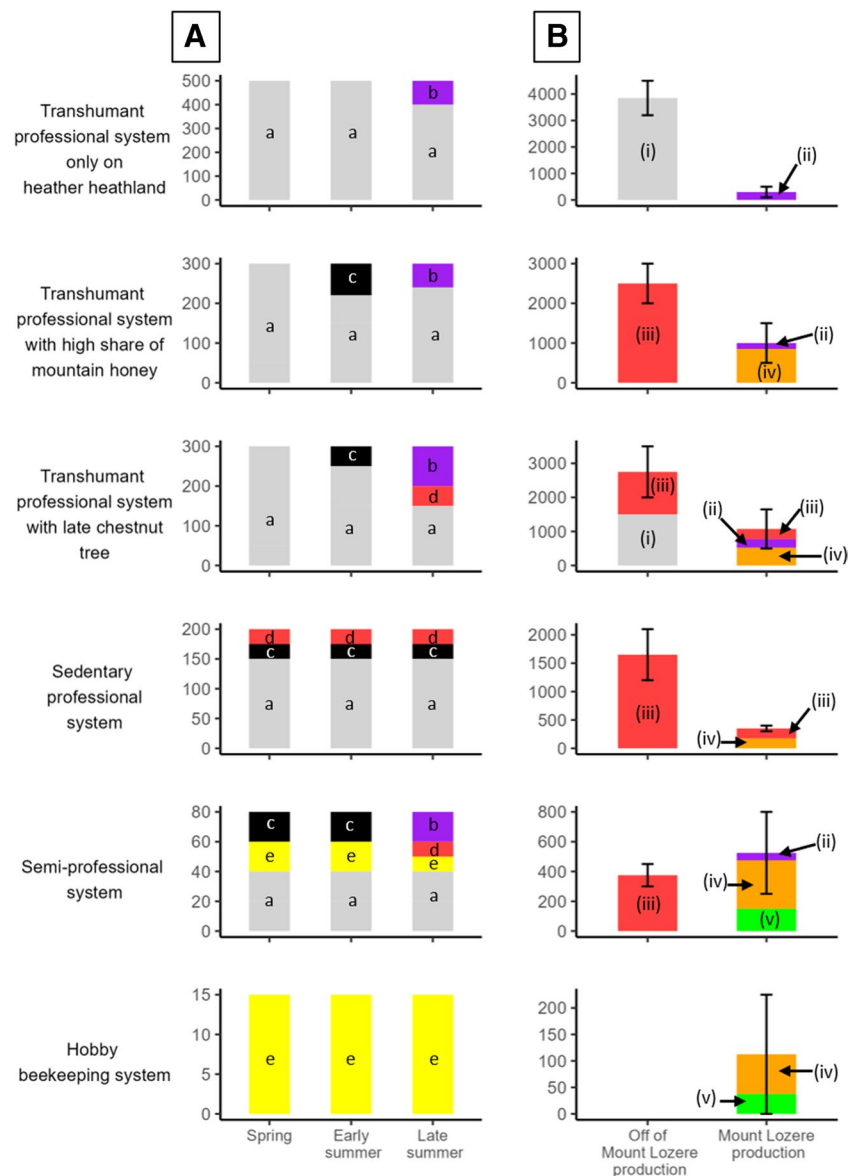 A
B
Transhumant
professional system
only on
heather heathland
500
400
300
200
100
0
a
a
b
a
4000
3000
2000
1000
0
(i)
(ii)
Transhumant
professional system
with high share of
mountain honey
300
200
100
0
a
c
a
b
a
3000
2000
1000
0
(iii)
(ii)
(iv)
Transhumant
professional system
with late chestnut
tree
300
200
100
0
a
c
a
b
d
a
3000
2000
1000
0
(iii)
(i)
(ii)
(iii)
(iv)
Sedentary
professional
system
200
150
100
50
0
d
c
a
d
c
a
d
c
a
2000
1500
1000
500
0
(iii)
(iii)
(iv)
Semi-professional
system
80
60
40
20
0
c
e
a
c
e
a
b
d
e
a
800
600
400
200
0
(iii)
(ii)
(iv)
(v)
Hobby
beekeeping system
15
10
5
0
e
e
e
200
150
100
50
0
(iv)
(v)
Spring
Early
summer
Late
summer
Off of
Mount Lozere
production
Mount Lozere
production